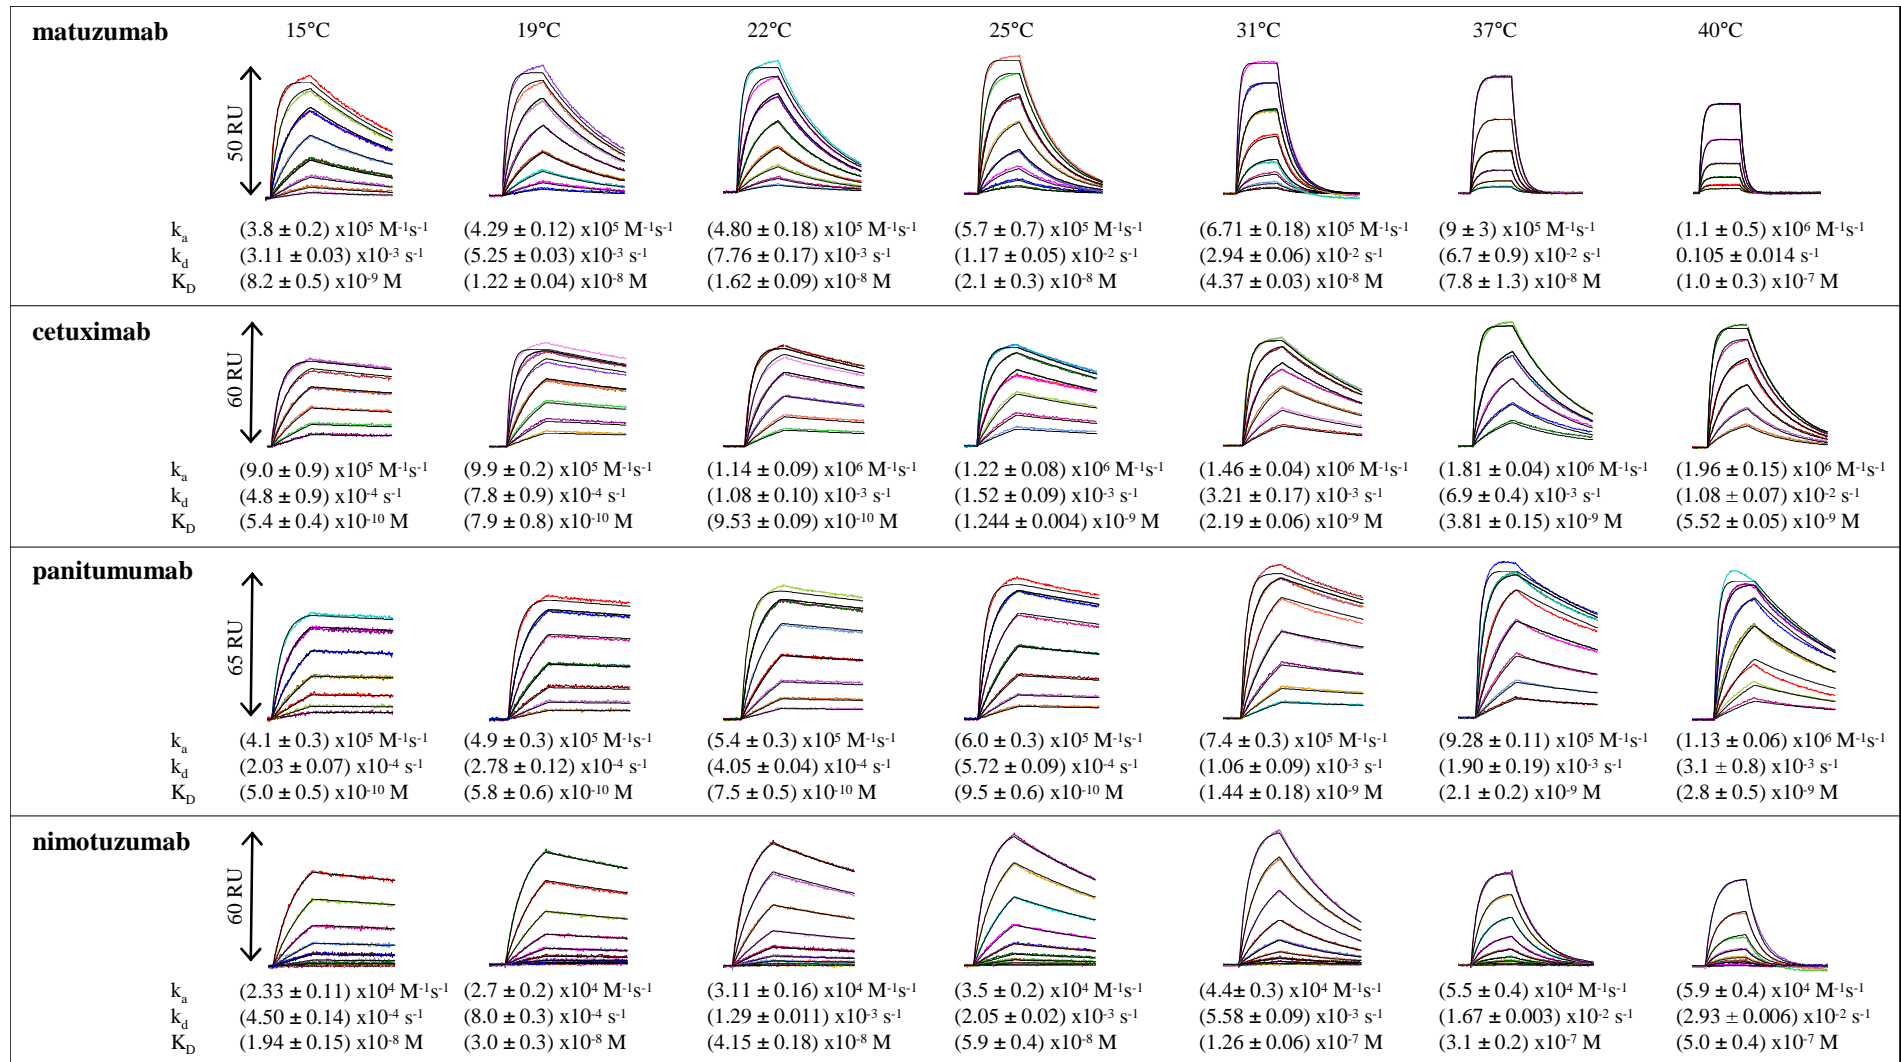 matuzumab 15°C 19°C 22°C 25°C 31°C 37°C 40°C
50 RU
kₐ (3.8 ± 0.2) x10⁵ M⁻¹s⁻¹ (4.29 ± 0.12) x10⁵ M⁻¹s⁻¹ (4.80 ± 0.18) x10⁵ M⁻¹s⁻¹ (5.7 ± 0.7) x10⁵ M⁻¹s⁻¹ (6.71 ± 0.18) x10⁵ M⁻¹s⁻¹ (9 ± 3) x10⁵ M⁻¹s⁻¹ (1.1 ± 0.5) x10⁶ M⁻¹s⁻¹
k_d (3.11 ± 0.03) x10⁻³ s⁻¹ (5.25 ± 0.03) x10⁻³ s⁻¹ (7.76 ± 0.17) x10⁻³ s⁻¹ (1.17 ± 0.05) x10⁻² s⁻¹ (2.94 ± 0.06) x10⁻² s⁻¹ (6.7 ± 0.9) x10⁻² s⁻¹ 0.105 ± 0.014 s⁻¹
K_D (8.2 ± 0.5) x10⁻⁹ M (1.22 ± 0.04) x10⁻⁸ M (1.62 ± 0.09) x10⁻⁸ M (2.1 ± 0.3) x10⁻⁸ M (4.37 ± 0.03) x10⁻⁸ M (7.8 ± 1.3) x10⁻⁸ M (1.0 ± 0.3) x10⁻⁷ M
cetuximab
60 RU
kₐ (9.0 ± 0.9) x10⁵ M⁻¹s⁻¹ (9.9 ± 0.2) x10⁵ M⁻¹s⁻¹ (1.14 ± 0.09) x10⁶ M⁻¹s⁻¹ (1.22 ± 0.08) x10⁶ M⁻¹s⁻¹ (1.46 ± 0.04) x10⁶ M⁻¹s⁻¹ (1.81 ± 0.04) x10⁶ M⁻¹s⁻¹ (1.96 ± 0.15) x10⁶ M⁻¹s⁻¹
k_d (4.8 ± 0.9) x10⁻⁴ s⁻¹ (7.8 ± 0.9) x10⁻⁴ s⁻¹ (1.08 ± 0.10) x10⁻³ s⁻¹ (1.52 ± 0.09) x10⁻³ s⁻¹ (3.21 ± 0.17) x10⁻³ s⁻¹ (6.9 ± 0.4) x10⁻³ s⁻¹ (1.08 ± 0.07) x10⁻² s⁻¹
K_D (5.4 ± 0.4) x10⁻¹⁰ M (7.9 ± 0.8) x10⁻¹⁰ M (9.53 ± 0.09) x10⁻¹⁰ M (1.244 ± 0.004) x10⁻⁹ M (2.19 ± 0.06) x10⁻⁹ M (3.81 ± 0.15) x10⁻⁹ M (5.52 ± 0.05) x10⁻⁹ M
panitumumab
65 RU
kₐ (4.1 ± 0.3) x10⁵ M⁻¹s⁻¹ (4.9 ± 0.3) x10⁵ M⁻¹s⁻¹ (5.4 ± 0.3) x10⁵ M⁻¹s⁻¹ (6.0 ± 0.3) x10⁵ M⁻¹s⁻¹ (7.4 ± 0.3) x10⁵ M⁻¹s⁻¹ (9.28 ± 0.11) x10⁵ M⁻¹s⁻¹ (1.13 ± 0.06) x10⁶ M⁻¹s⁻¹
k_d (2.03 ± 0.07) x10⁻⁴ s⁻¹ (2.78 ± 0.12) x10⁻⁴ s⁻¹ (4.05 ± 0.04) x10⁻⁴ s⁻¹ (5.72 ± 0.09) x10⁻⁴ s⁻¹ (1.06 ± 0.09) x10⁻³ s⁻¹ (1.90 ± 0.19) x10⁻³ s⁻¹ (3.1 ± 0.8) x10⁻³ s⁻¹
K_D (5.0 ± 0.5) x10⁻¹⁰ M (5.8 ± 0.6) x10⁻¹⁰ M (7.5 ± 0.5) x10⁻¹⁰ M (9.5 ± 0.6) x10⁻¹⁰ M (1.44 ± 0.18) x10⁻⁹ M (2.1 ± 0.2) x10⁻⁹ M (2.8 ± 0.5) x10⁻⁹ M
nimotuzumab
60 RU
kₐ (2.33 ± 0.11) x10⁴ M⁻¹s⁻¹ (2.7 ± 0.2) x10⁴ M⁻¹s⁻¹ (3.11 ± 0.16) x10⁴ M⁻¹s⁻¹ (3.5 ± 0.2) x10⁴ M⁻¹s⁻¹ (4.4± 0.3) x10⁴ M⁻¹s⁻¹ (5.5 ± 0.4) x10⁴ M⁻¹s⁻¹ (5.9 ± 0.4) x10⁴ M⁻¹s⁻¹
k_d (4.50 ± 0.14) x10⁻⁴ s⁻¹ (8.0 ± 0.3) x10⁻⁴ s⁻¹ (1.29 ± 0.011) x10⁻³ s⁻¹ (2.05 ± 0.02) x10⁻³ s⁻¹ (5.58 ± 0.09) x10⁻³ s⁻¹ (1.67 ± 0.003) x10⁻² s⁻¹ (2.93 ± 0.006) x10⁻² s⁻¹
K_D (1.94 ± 0.15) x10⁻⁸ M (3.0 ± 0.3) x10⁻⁸ M (4.15 ± 0.18) x10⁻⁸ M (5.9 ± 0.4) x10⁻⁸ M (1.26 ± 0.06) x10⁻⁷ M (3.1 ± 0.2) x10⁻⁷ M (5.0 ± 0.4) x10⁻⁷ M